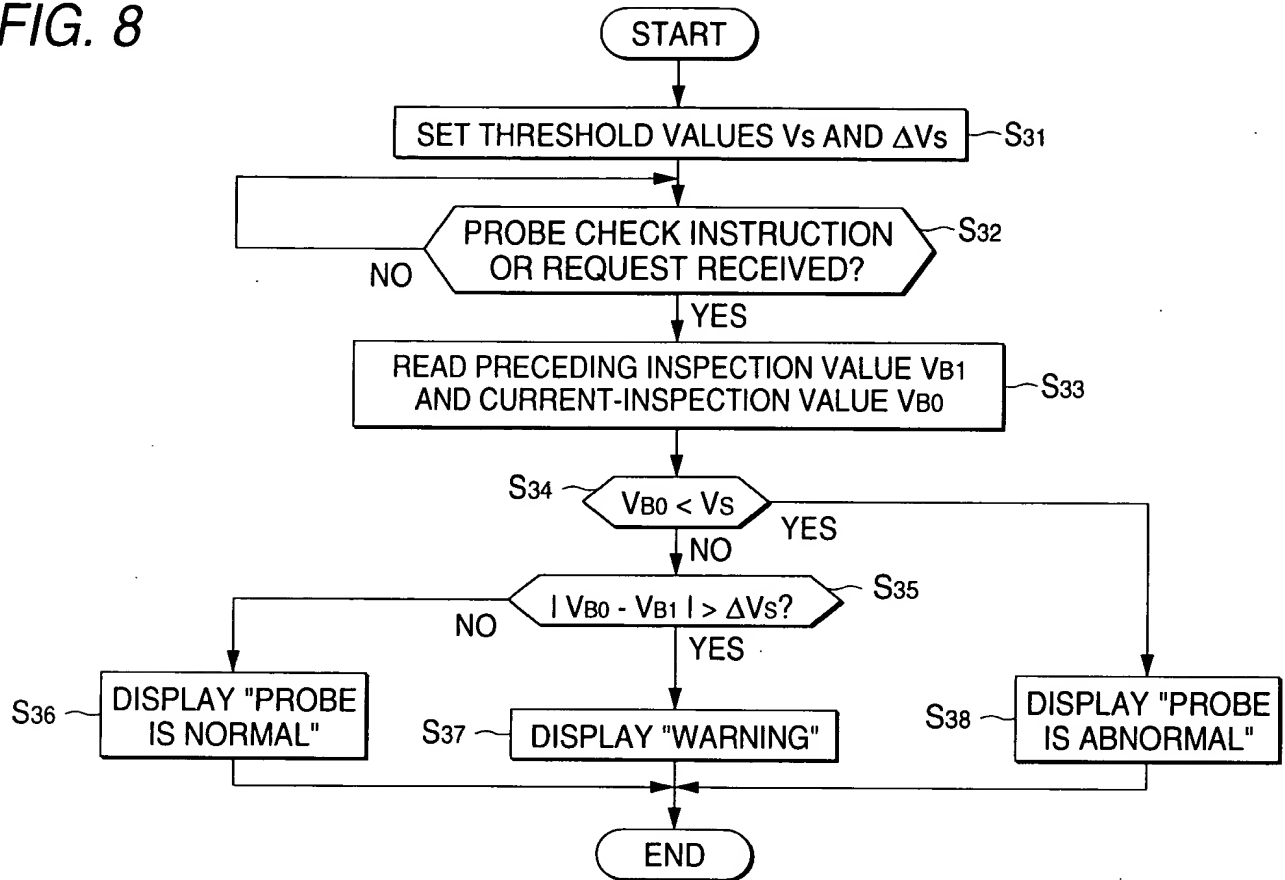 FIG. 8
START
SET THRESHOLD VALUES Vs AND ΔVs
S31
PROBE CHECK INSTRUCTION
OR REQUEST RECEIVED?
S32
NO
YES
READ PRECEDING INSPECTION VALUE VB1
AND CURRENT-INSPECTION VALUE VB0
S33
S34
VB0 < Vs
YES
NO
| VB0 - VB1 | > ΔVs?
S35
NO
YES
S36
DISPLAY "PROBE
IS NORMAL"
S37
DISPLAY "WARNING"
S38
DISPLAY "PROBE
IS ABNORMAL"
END